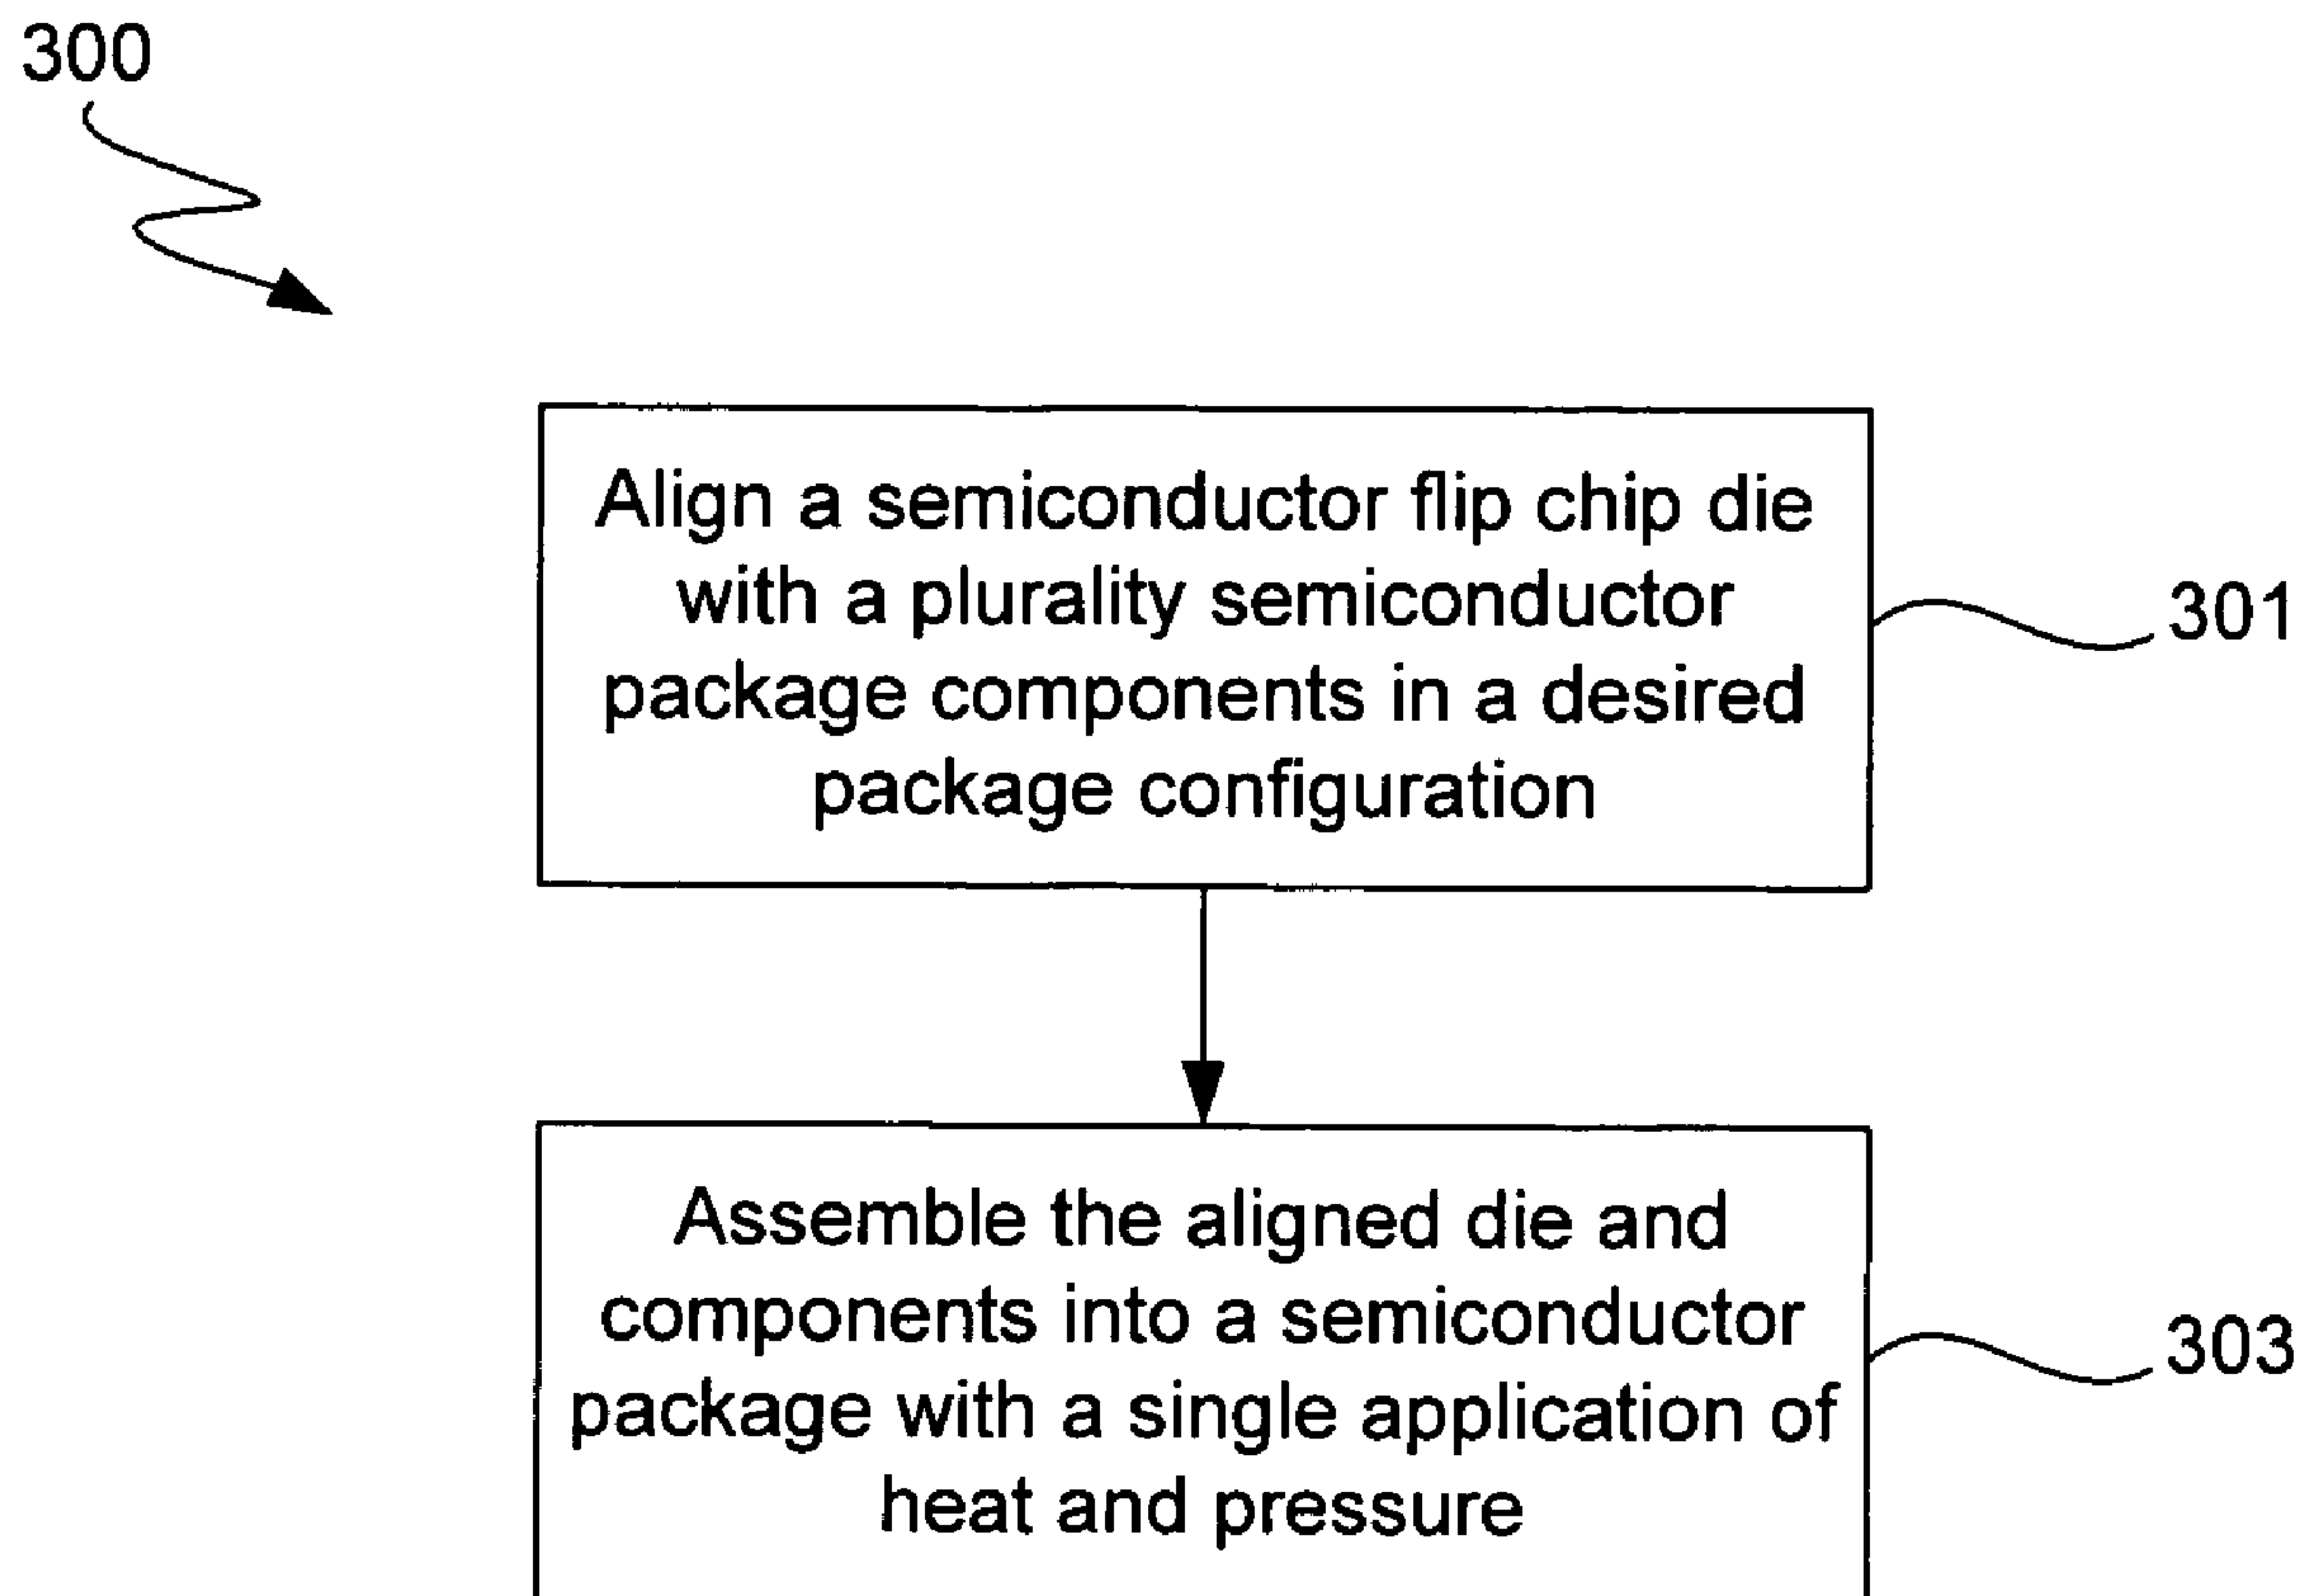 300
Align a semiconductor flip chip die
with a plurality semiconductor
package components in a desired
package configuration
301
Assemble the aligned die and
components into a semiconductor
package with a single application of
heat and pressure
303